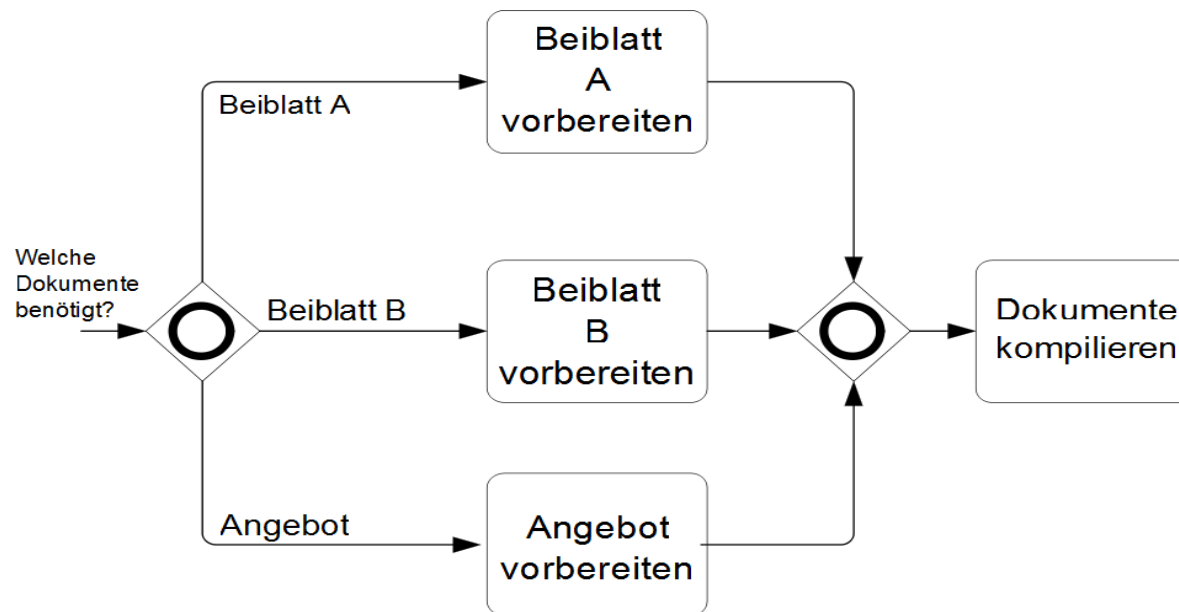 Beiblatt
A
vorbereiten
Beiblatt A
Welche
Dokumente
benötigt?
Beiblatt B
Beiblatt
B
vorbereiten
Dokumente
kompilieren
Angebot
Angebot
vorbereiten